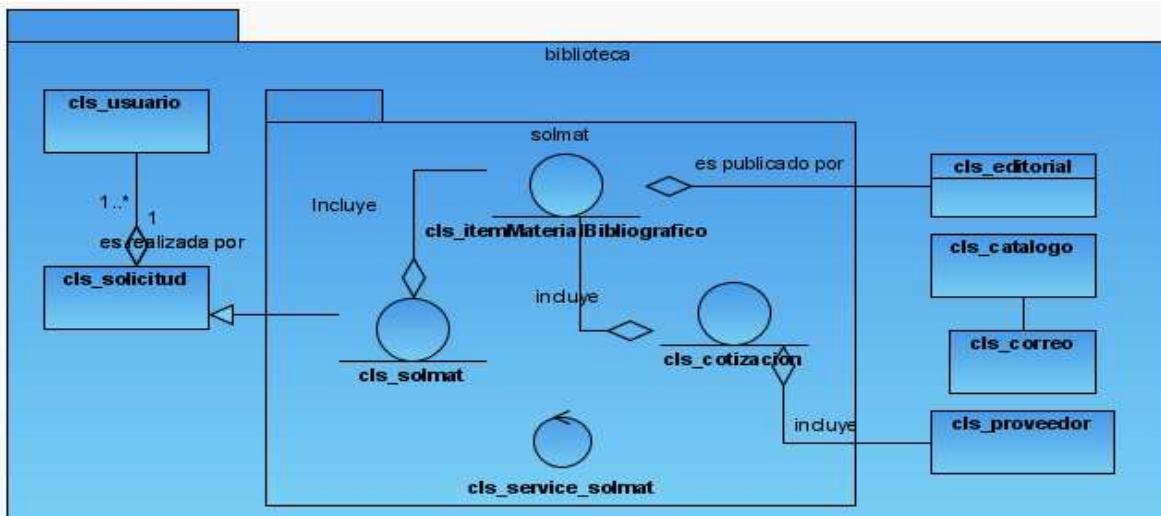 biblioteca
cls_usuario
1..*
1
es realizada por
cls_solicitud
solmat
Incluye
cls_itemMaterialBibliografico
es publicado por
cls_editorial
cls_catalogo
incluye
cls_solmat
cls_cotización
cls_correo
incluye
cls_proveedor
cls_service_solmat